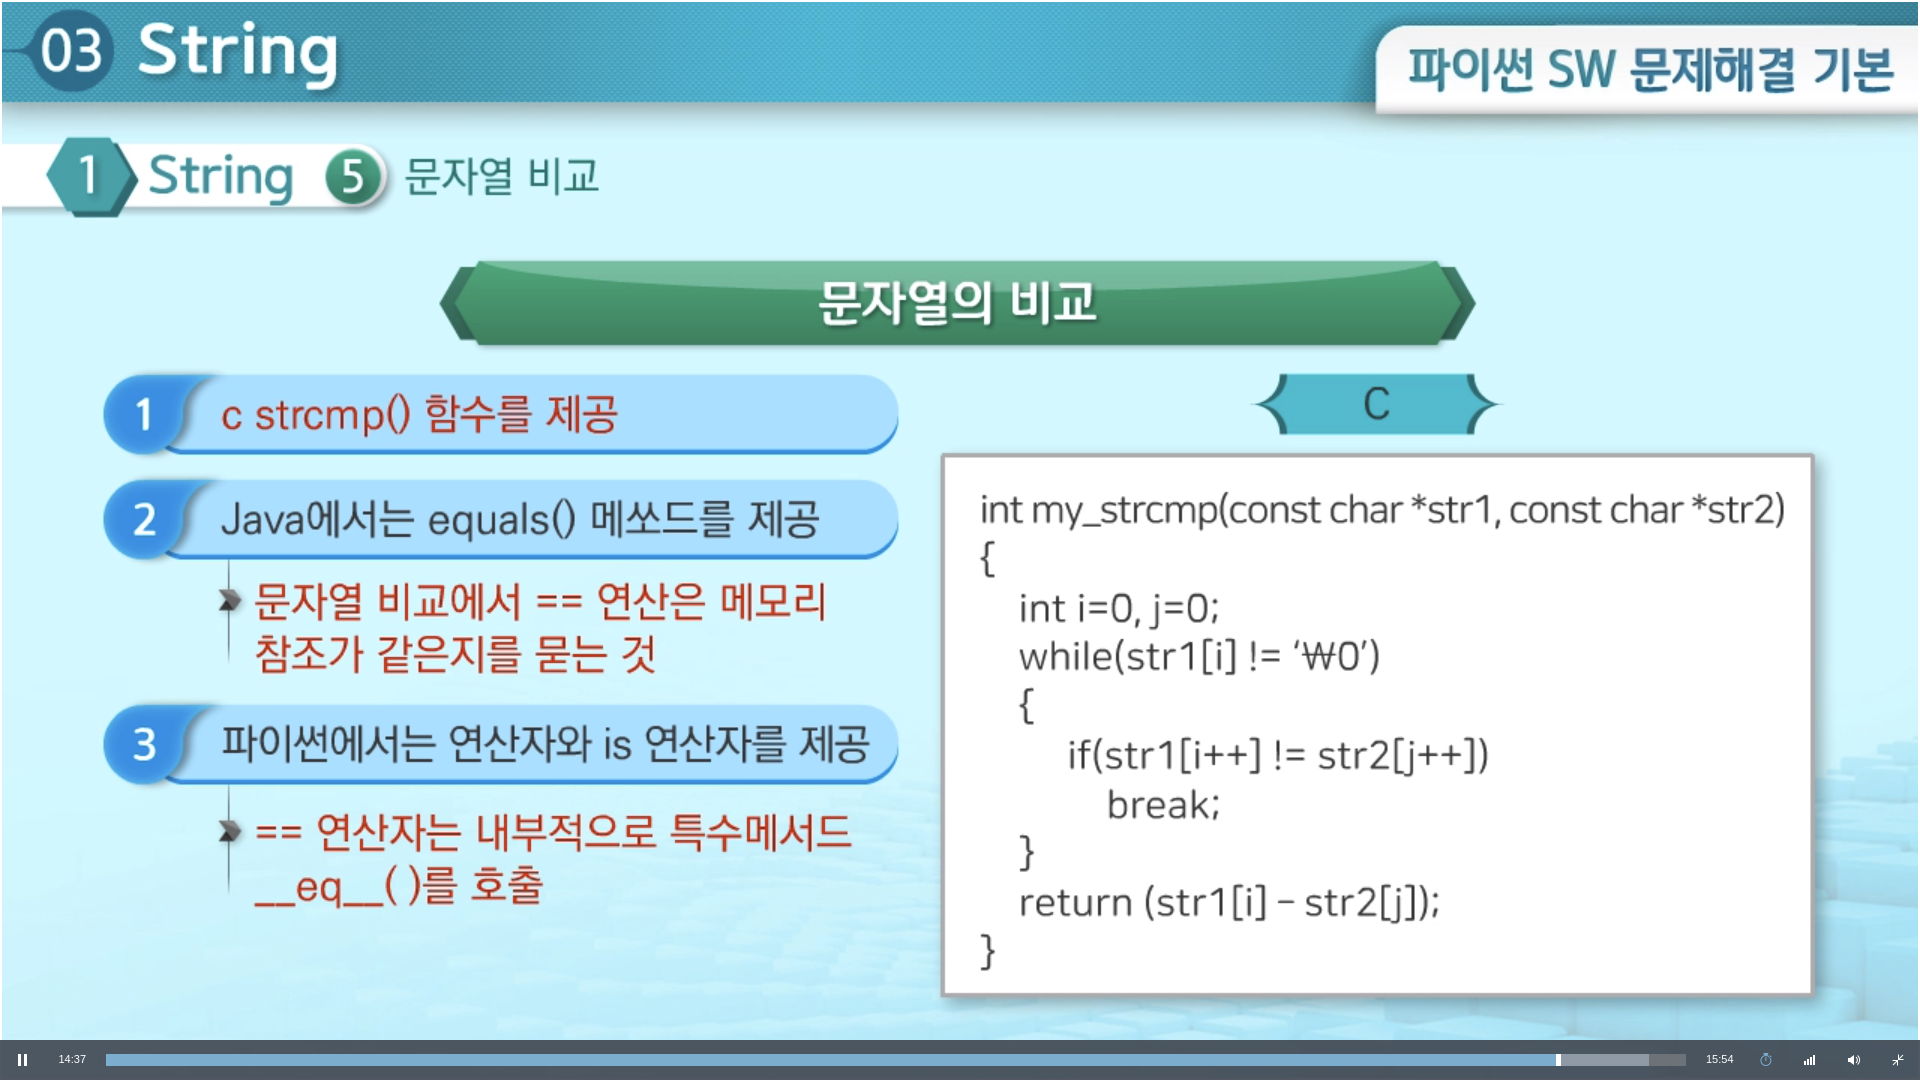 03 String
파이썬 SW 문제해결 기본
1 String 5 문자열 비교
문자열의 비교
1 c strcmp() 함수를 제공
2 Java에서는 equals() 메쏘드를 제공
문자열 비교에서 == 연산은 메모리
참조가 같은지를 묻는 것
3 파이썬에서는 연산자와 is 연산자를 제공
== 연산자는 내부적으로 특수메서드
__eq__( )를 호출
C
int my_strcmp(const char *str1, const char *str2)
{
int i=0, j=0;
while(str1[i] != ‘₩0’)
{
if(str1[i++] != str2[j++])
break;
}
return (str1[i] – str2[j]);
}
14:37
15:54